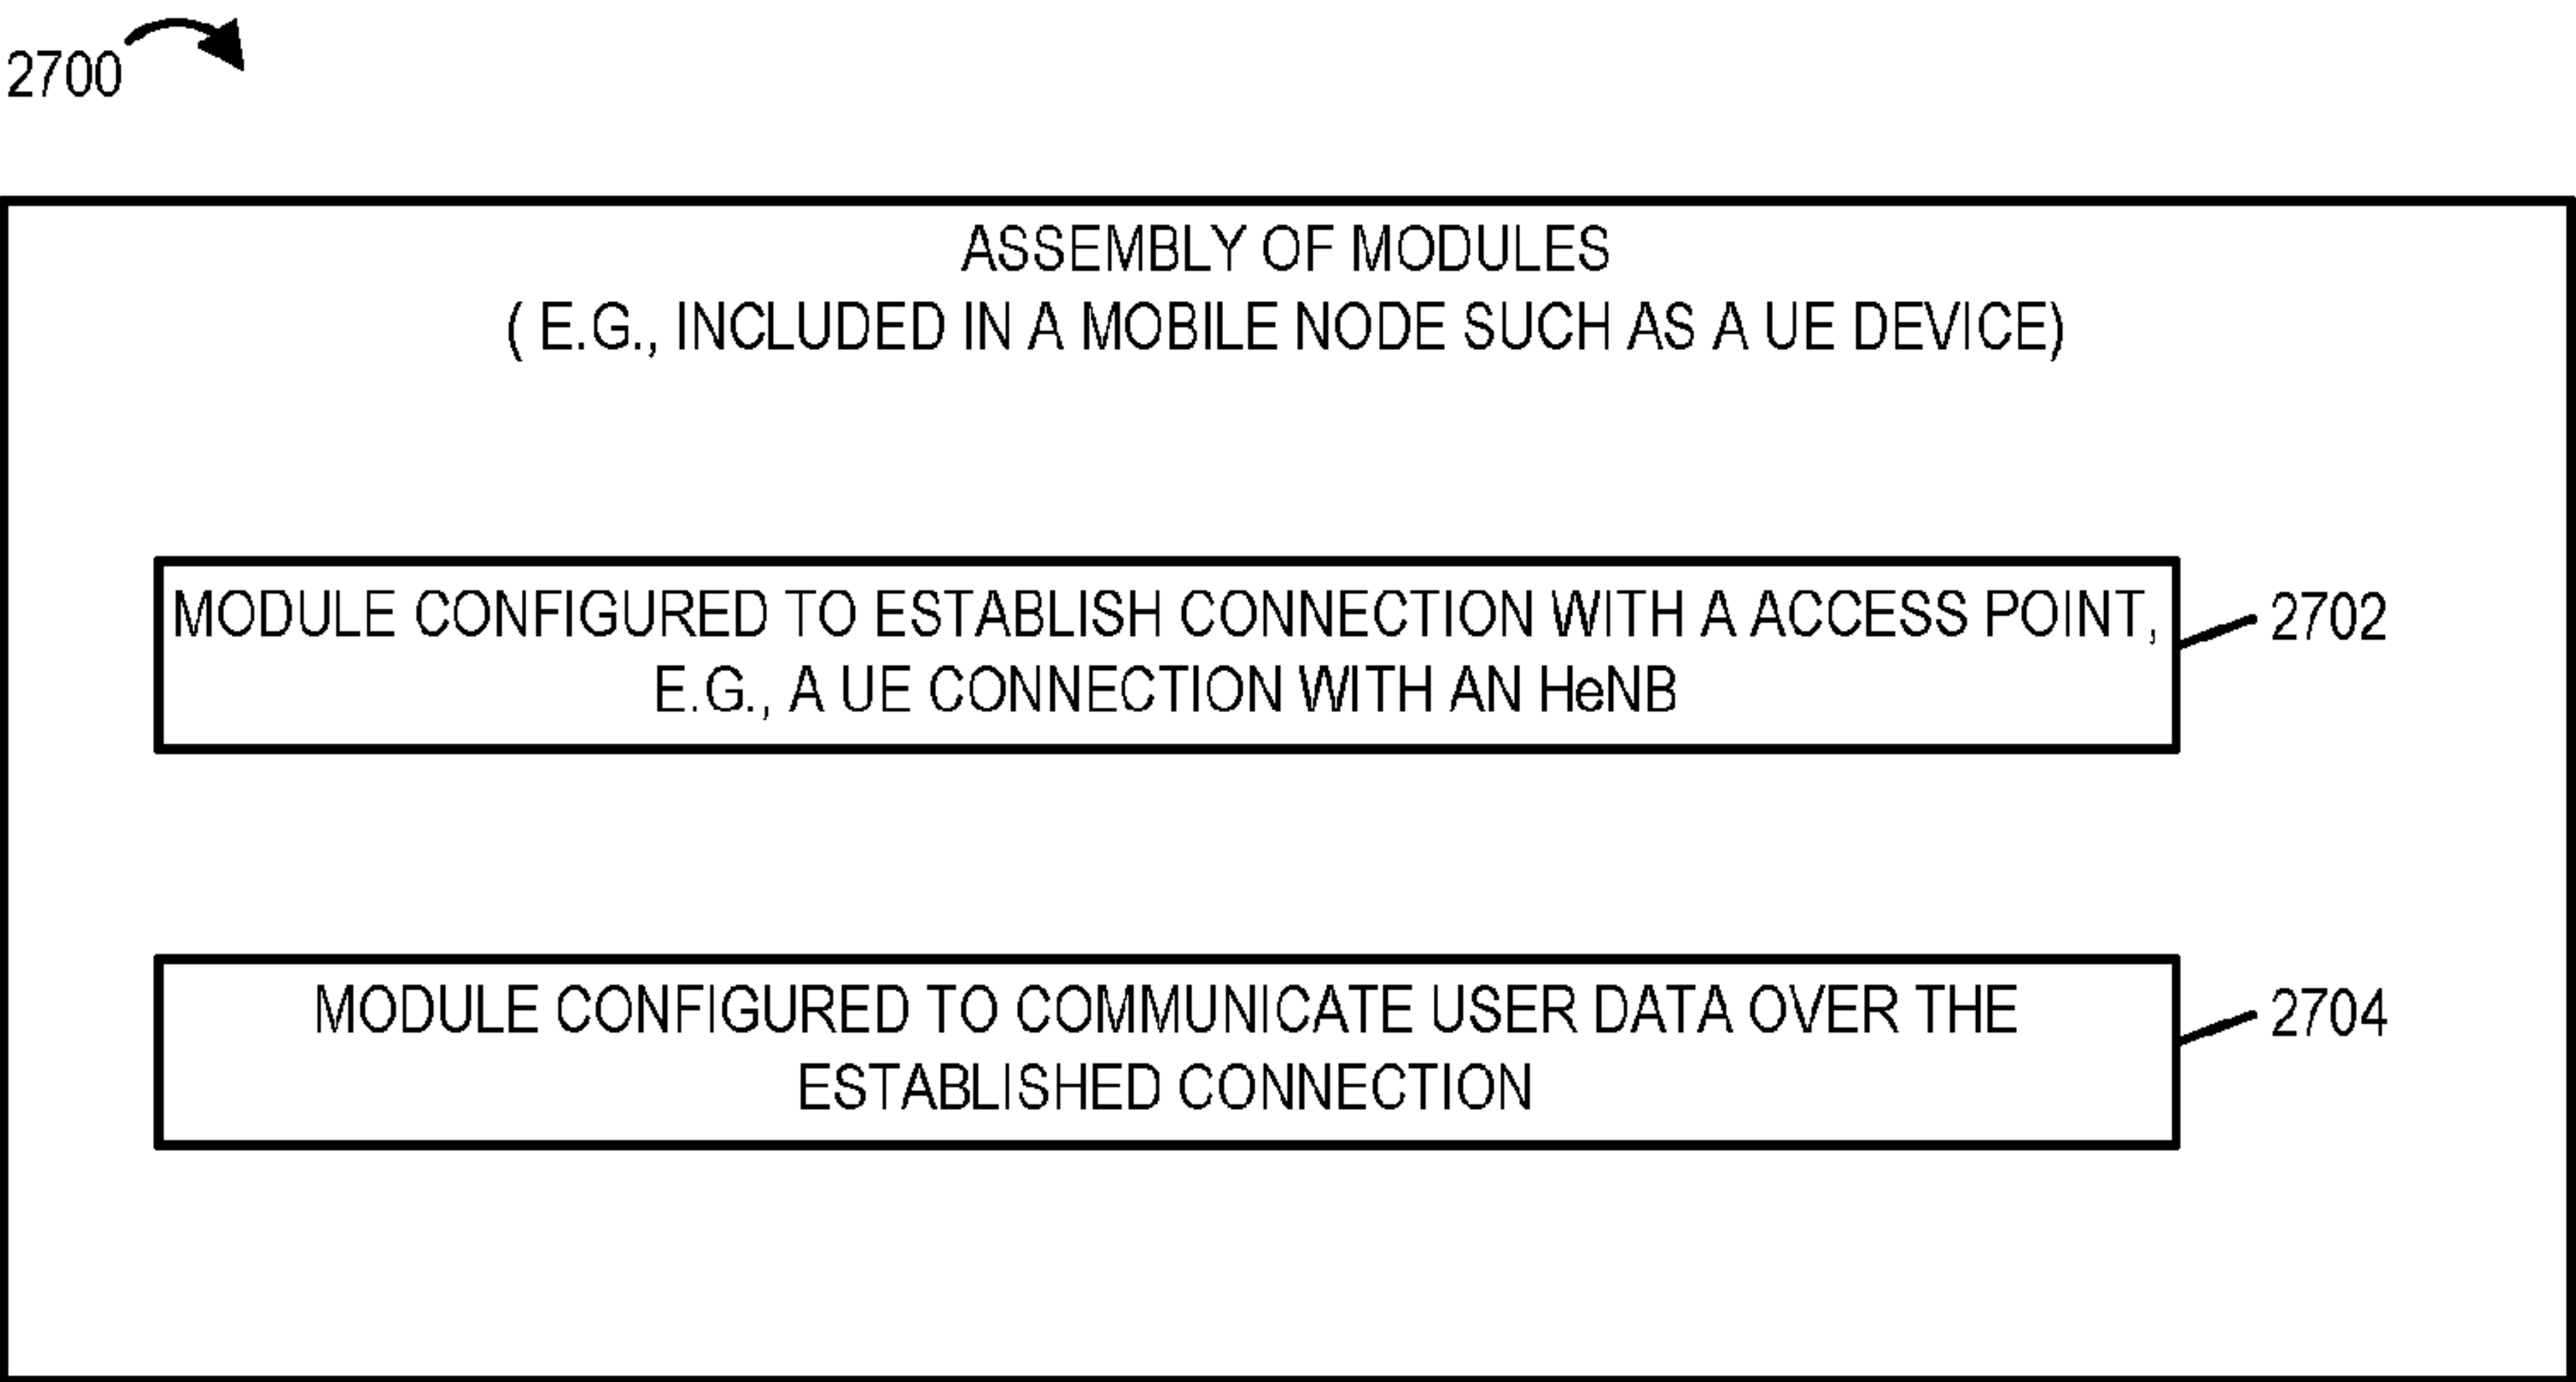 2700
ASSEMBLY OF MODULES
( E.G., INCLUDED IN A MOBILE NODE SUCH AS A UE DEVICE)
MODULE CONFIGURED TO ESTABLISH CONNECTION WITH A ACCESS POINT,
E.G., A UE CONNECTION WITH AN HeNB
2702
MODULE CONFIGURED TO COMMUNICATE USER DATA OVER THE
ESTABLISHED CONNECTION
2704